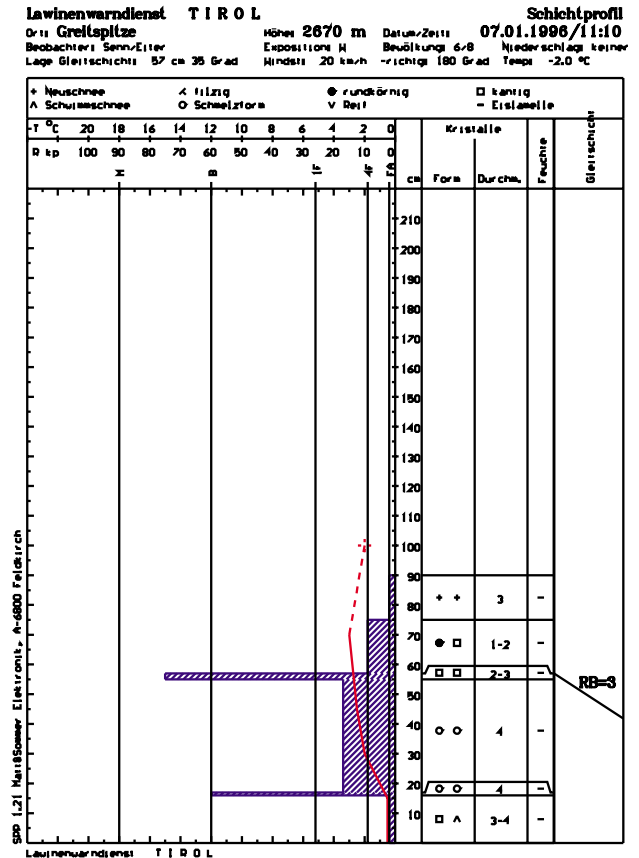 Lawinenwarndienst TIROL Schichtprofil
Ort: Greitspitze Höhe: 2670 m Datum/Zeit: 07.01.1996/11:10
Beobachter: Senn/Eiter Exposition: N Bewölkung: 6/8 Niederschlag: keiner
Lage Gleitschicht: 57 cm 35 Grad Windst: 20 km/h -richtg: 180 Grad Temp: -2.0 °C
+ Neuschnee filzig ● rundkörnig □ kantig
^ Schwimmschnee O Schmelzform V Reif - Eislamelle
-T °C 20 18 16 14 12 10 8 6 4 2 0 Kristalle Feuchte Gleitschicht
R kp 100 90 80 70 60 50 40 30 20 10 0 cm Form Durchm.
M B 1F 4F FA
210
200
190
180
170
160
150
140
130
120
110
100
90
80 + + 3 -
70 ● □ 1-2 -
60 □ □ 2-3 - RB=3
50
40 O O 4 -
30
20 O O 4 -
10 □ ^ 3-4 -
SPP 1.21 Matt&Sommer Elektronik, A-6800 Feldkirch
Lawinenwarndienst TIROL